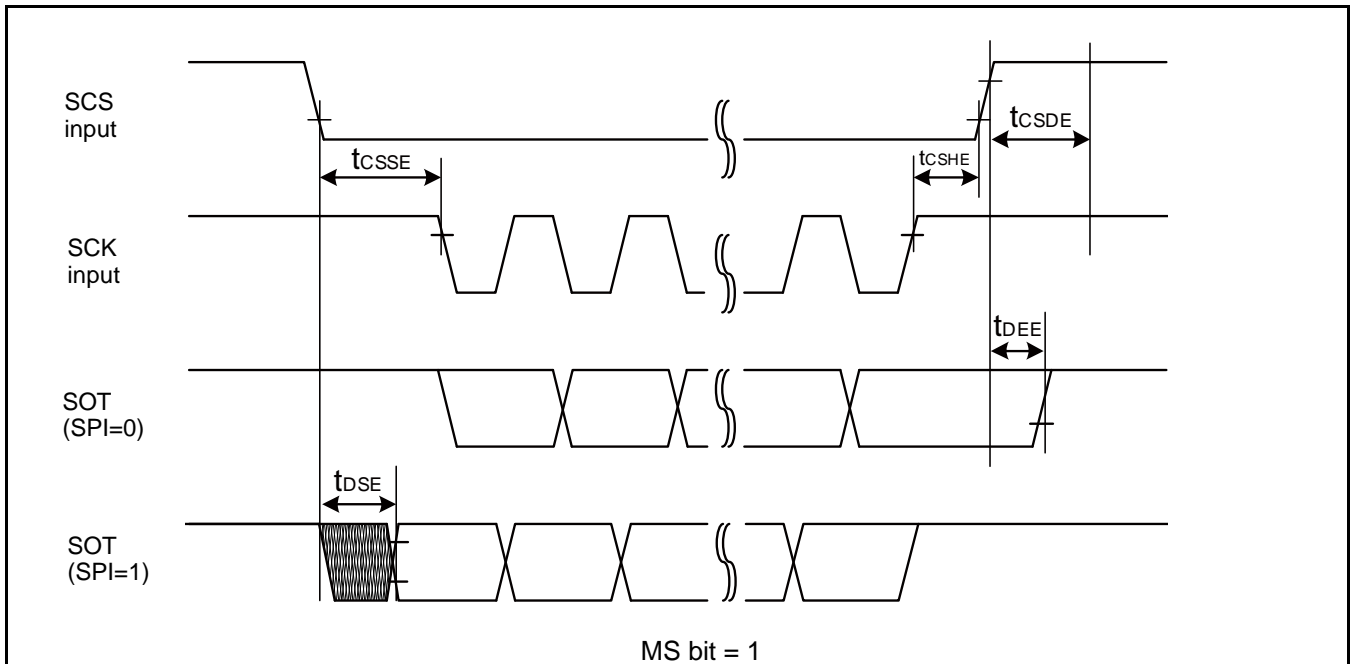 SCS
input
tCSDE
tCSSE
tCSHE
SCK
input
tDEE
SOT
(SPI=0)
tDSE
SOT
(SPI=1)
MS bit = 1